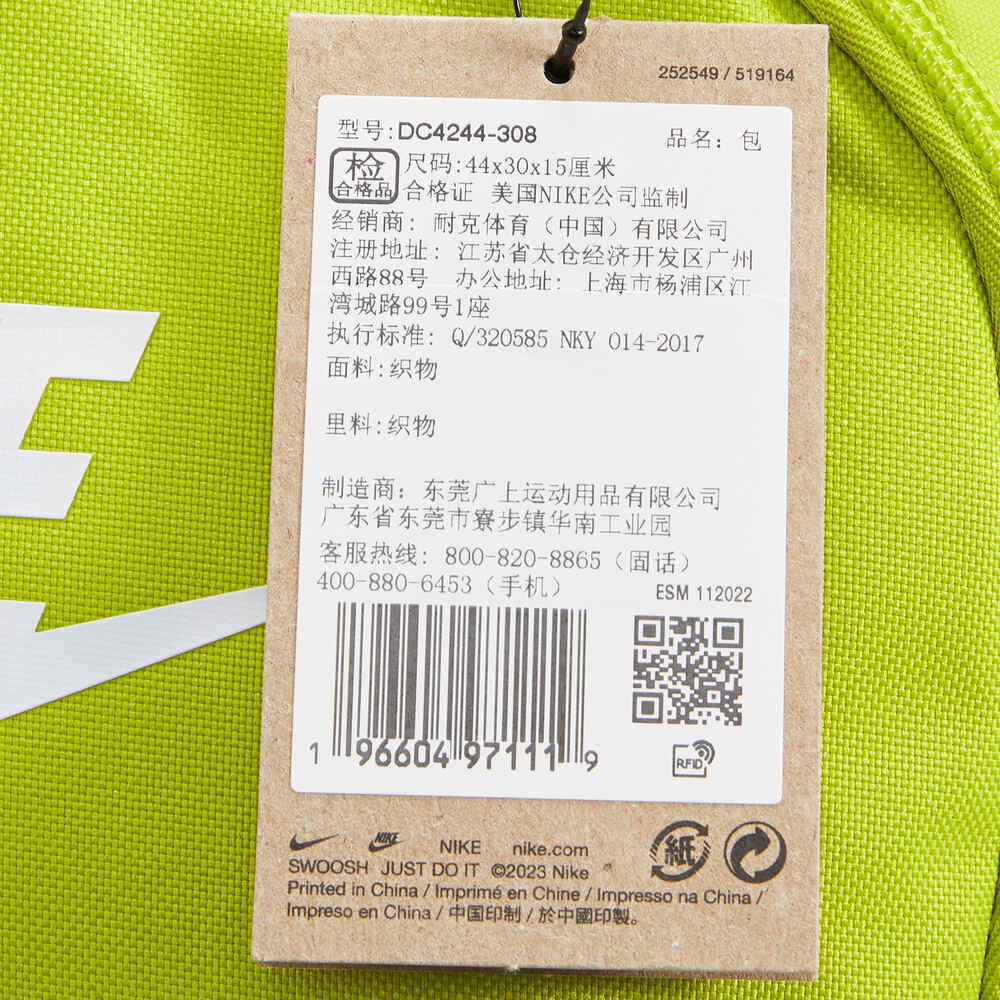 252549 / 519164
型号:DC4244-308 品名: 包
检
合格品
尺码:44x30x15厘米
合格证 美国NIKE公司监制
经销商: 耐克体育（中国）有限公司
注册地址: 江苏省太仓经济开发区广州
西路88号 办公地址: 上海市杨浦区江
湾城路99号1座
执行标准: Q/320585 NKY 014-2017
面料:织物
里料:织物
制造商: 东莞广上运动用品有限公司
广东省东莞市寮步镇华南工业园
客服热线: 800-820-8865（固话）
400-880-6453（手机）
ESM 112022
1 96604 97111 9
RFID
NIKE NIKE nike.com
紙
SWOOSH JUST DO IT ©2023 Nike
Printed in China / Imprimé en Chine / Impresso na China /
Impreso en China / 中国印制 / 於中國印製。